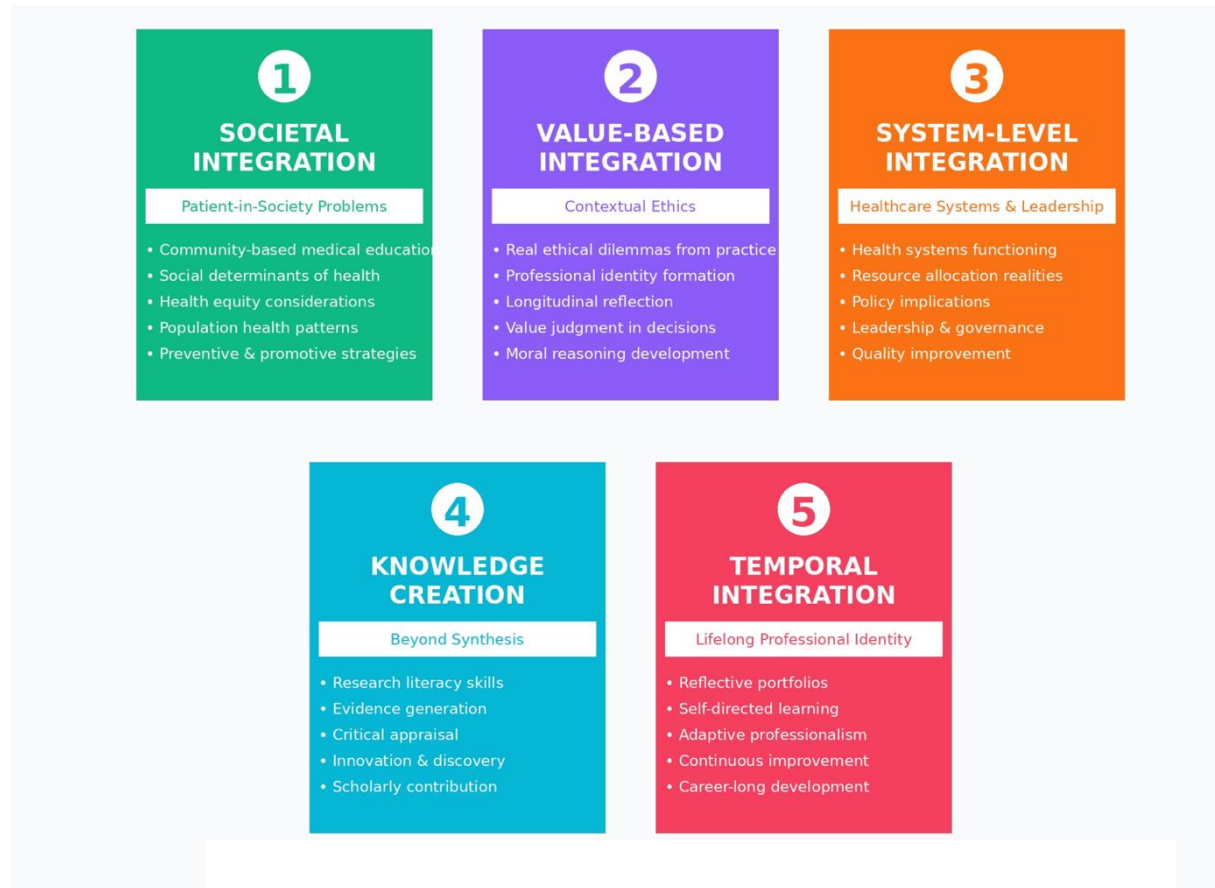 1
SOCIETAL
INTEGRATION
Patient-in-Society Problems
• Community-based medical education
• Social determinants of health
• Health equity considerations
• Population health patterns
• Preventive & promotive strategies
2
VALUE-BASED
INTEGRATION
Contextual Ethics
• Real ethical dilemmas from practice
• Professional identity formation
• Longitudinal reflection
• Value judgment in decisions
• Moral reasoning development
3
SYSTEM-LEVEL
INTEGRATION
Healthcare Systems & Leadership
• Health systems functioning
• Resource allocation realities
• Policy implications
• Leadership & governance
• Quality improvement
4
KNOWLEDGE
CREATION
Beyond Synthesis
• Research literacy skills
• Evidence generation
• Critical appraisal
• Innovation & discovery
• Scholarly contribution
5
TEMPORAL
INTEGRATION
Lifelong Professional Identity
• Reflective portfolios
• Self-directed learning
• Adaptive professionalism
• Continuous improvement
• Career-long development